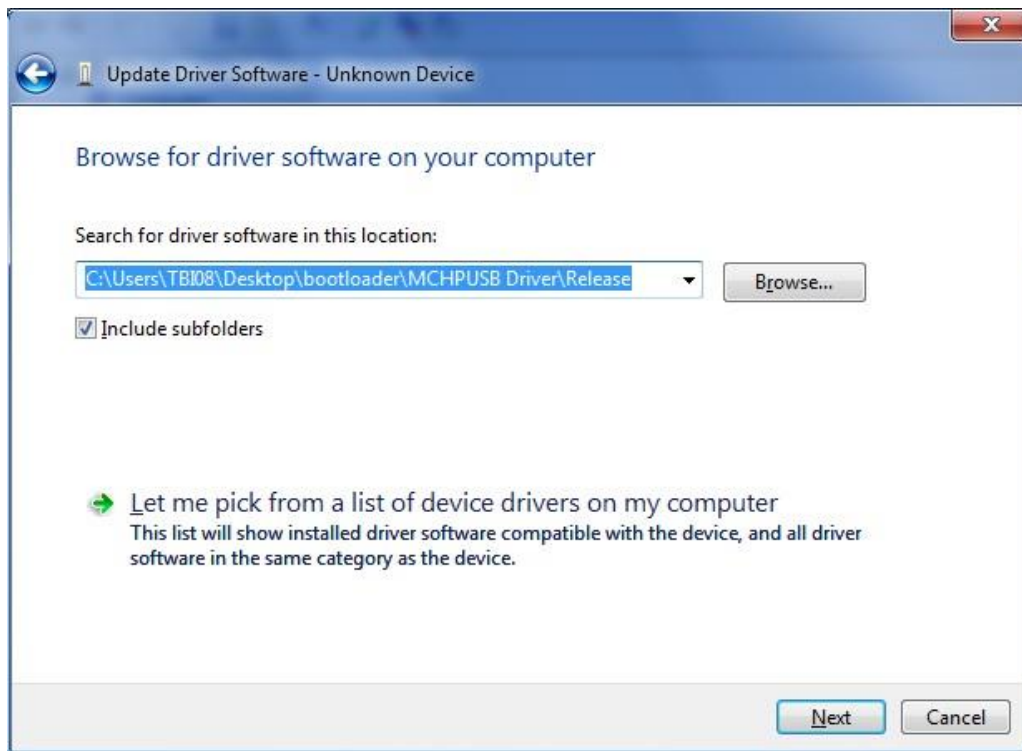 Update Driver Software - Unknown Device
Browse for driver software on your computer
Search for driver software in this location:
C:\Users\TBI08\Desktop\bootloader\MCHPUSB Driver\Release
Browse...
Include subfolders
Let me pick from a list of device drivers on my computer
This list will show installed driver software compatible with the device, and all driver
software in the same category as the device.
Next
Cancel